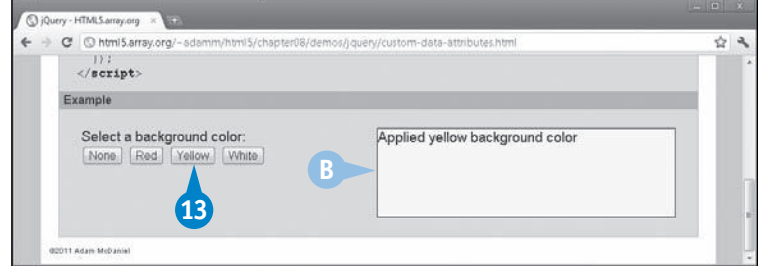 jQuery - HTML5.array.org
html5.array.org/~adamm/html5/chapter08/demos/jquery/custom-data-attributes.html
});
</script>
Example
Select a background color:
None Red Yellow White
Applied yellow background color
B
13
©2011 Adam McDaniel